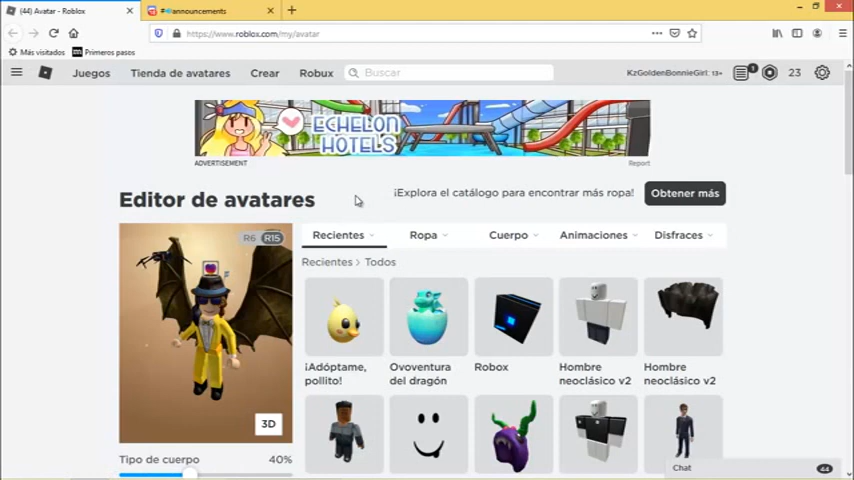 (44) Avatar - Roblox
#📢announcements
https://www.roblox.com/my/avatar
Más visitados
Primeros pasos
Juegos
Tienda de avatares
Crear
Robux
Buscar
KzGoldenBonnieGirl: 13+
1
23
ECHELON
HOTELS
ADVERTISEMENT
Report
Editor de avatares
¡Explora el catálogo para encontrar más ropa!
Obtener más
R6 R15
Recientes
Ropa
Cuerpo
Animaciones
Disfraces
Recientes > Todos
¡Adóptame,
pollito!
Ovoventura
del dragón
Robox
Hombre
neoclásico v2
Hombre
neoclásico v2
3D
Tipo de cuerpo
40%
Chat
44